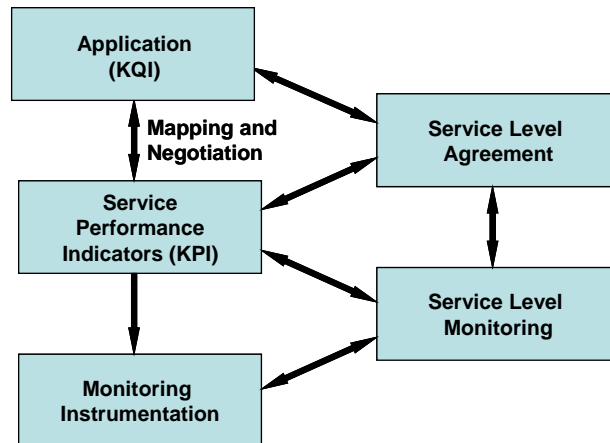 Application
(KQI)
Mapping and
Negotiation
Service Level
Agreement
Service
Performance
Indicators (KPI)
Service Level
Monitoring
Monitoring
Instrumentation